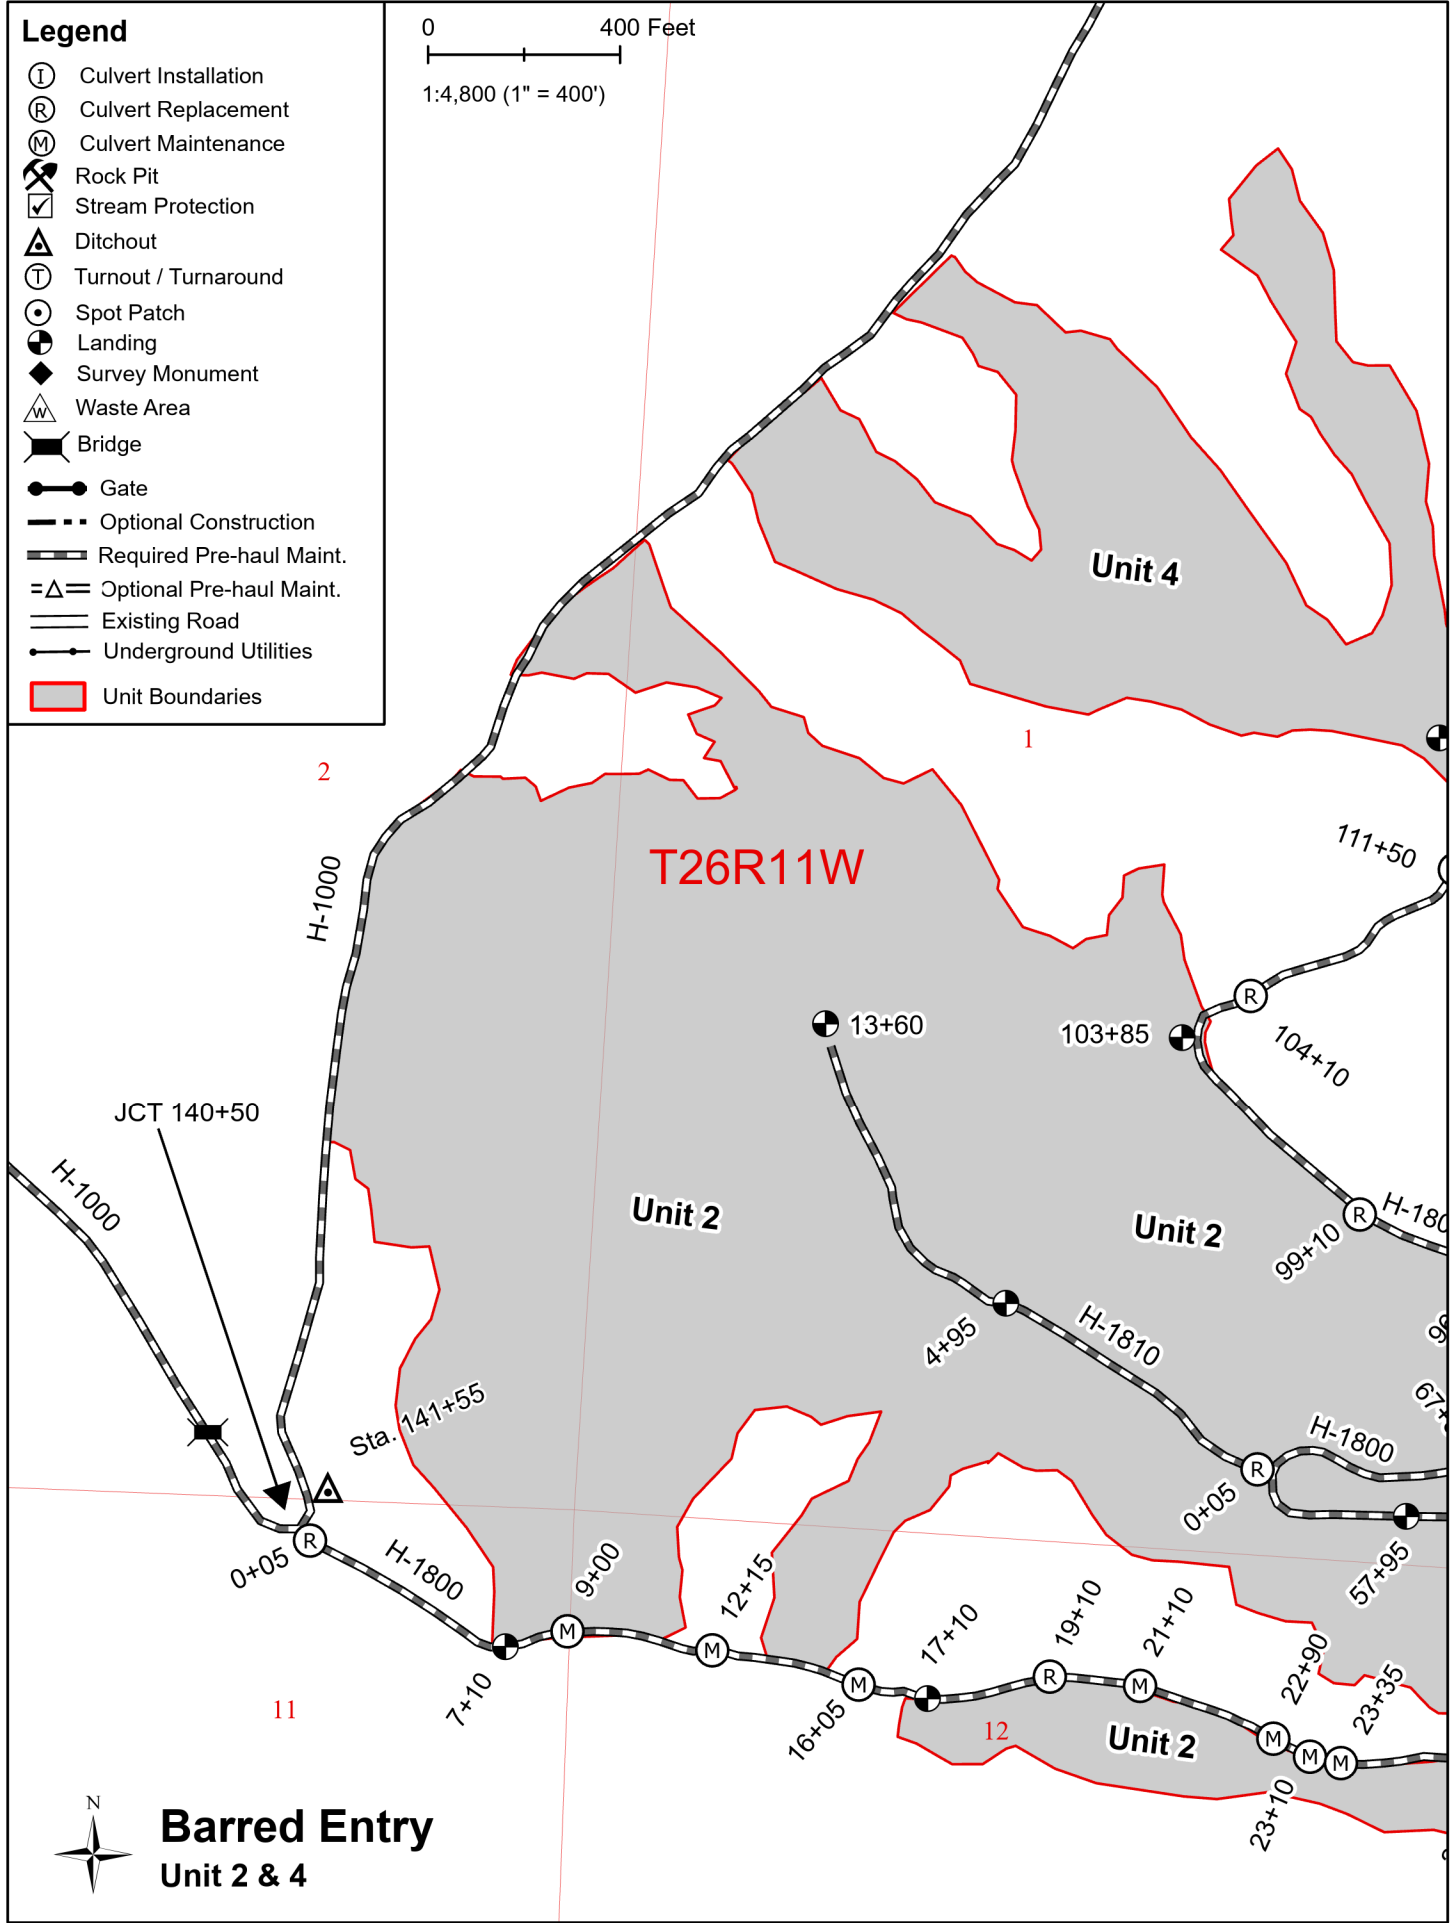 Legend
I Culvert Installation
R Culvert Replacement
M Culvert Maintenance
Rock Pit
Stream Protection
Ditchout
T Turnout / Turnaround
Spot Patch
Landing
Survey Monument
W Waste Area
Bridge
Gate
Optional Construction
Required Pre-haul Maint.
Optional Pre-haul Maint.
Existing Road
Underground Utilities
Unit Boundaries
0 400 Feet
1:4,800 (1" = 400')
Unit 4
1
2
T26R11W
111+50
H-1000
R
13+60
103+85
104+10
JCT 140+50
H-1000
Unit 2
Unit 2
R
H-180
99+10
4+95
H-1810
Sta. 141+55
H-1800
R
0+05
R
0+05
H-1800
57+95
9+00
M
12+15
M
7+10
M
16+05
17+10
R
19+10
M
21+10
22+90
M
M
M
23+35
23+10
11
12
Unit 2
N
Barred Entry
Unit 2 & 4